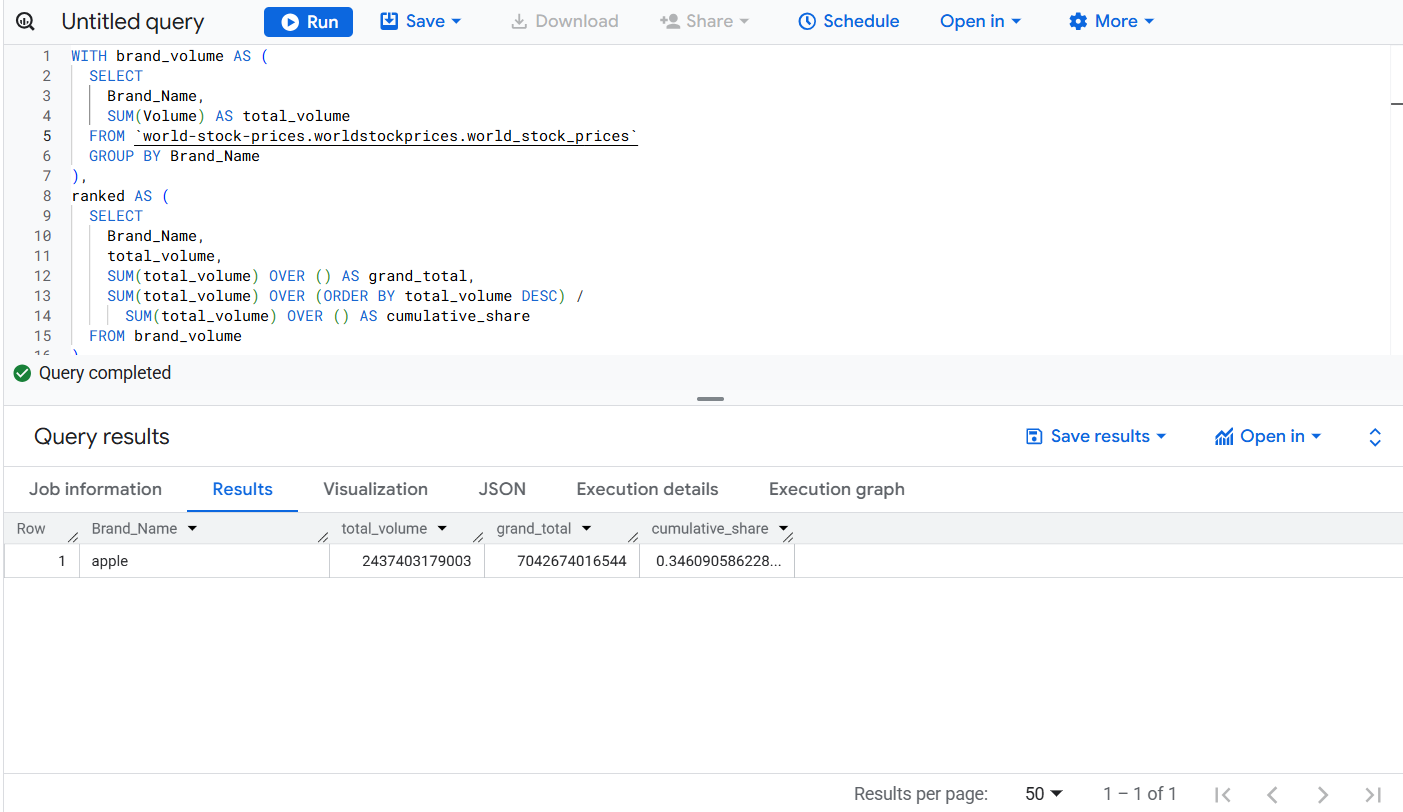 Untitled query Run Save Download Share Schedule Open in More
1 WITH brand_volume AS (
2 SELECT
3 Brand_Name,
4 SUM(Volume) AS total_volume
5 FROM `world-stock-prices.worldstockprices.world_stock_prices`
6 GROUP BY Brand_Name
7 ),
8 ranked AS (
9 SELECT
10 Brand_Name,
11 total_volume,
12 SUM(total_volume) OVER () AS grand_total,
13 SUM(total_volume) OVER (ORDER BY total_volume DESC) /
14 SUM(total_volume) OVER () AS cumulative_share
15 FROM brand_volume
16 )
Query completed
Query results Save results Open in
Job information Results Visualization JSON Execution details Execution graph
Row Brand_Name total_volume grand_total cumulative_share
1 apple 2437403179003 7042674016544 0.346090586228...
Results per page: 50 1 – 1 of 1